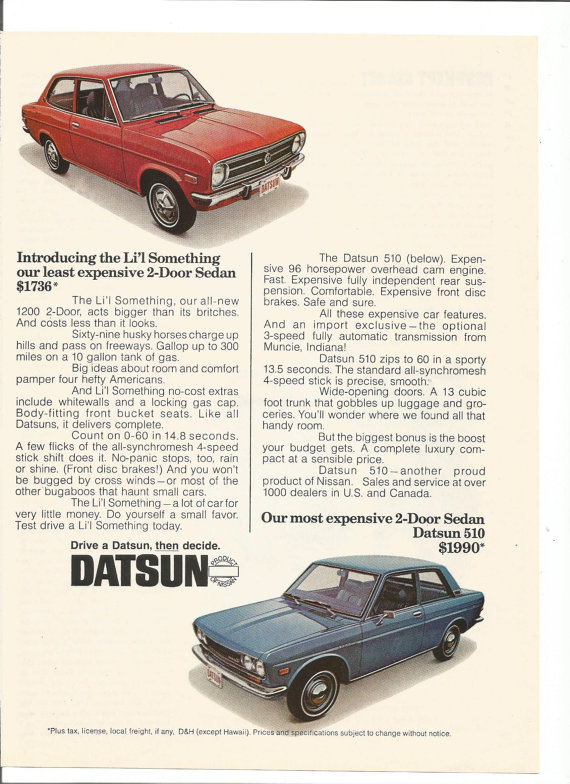 DATSUN
Introducing the Li'l Something
our least expensive 2-Door Sedan
$1736*
The Li'l Something, our all-new
1200 2-Door, acts bigger than its britches.
And costs less than it looks.
Sixty-nine husky horses charge up
hills and pass on freeways. Gallop up to 300
miles on a 10 gallon tank of gas.
Big ideas about room and comfort
pamper four hefty Americans.
And Li'l Something no-cost extras
include whitewalls and a locking gas cap.
Body-fitting front bucket seats. Like all
Datsuns, it delivers complete.
Count on 0-60 in 14.8 seconds.
A few flicks of the all-synchromesh 4-speed
stick shift does it. No-panic stops, too, rain
or shine. (Front disc brakes!) And you won't
be bugged by cross winds—or most of the
other bugaboos that haunt small cars.
The Li'l Something—a lot of car for
very little money. Do yourself a small favor.
Test drive a Li'l Something today.
Drive a Datsun, then decide.
DATSUN
PRODUCT
OF NISSAN
The Datsun 510 (below). Expen-
sive 96 horsepower overhead cam engine.
Fast. Expensive fully independent rear sus-
pension. Comfortable. Expensive front disc
brakes. Safe and sure.
All these expensive car features.
And an import exclusive—the optional
3-speed fully automatic transmission from
Muncie, Indiana!
Datsun 510 zips to 60 in a sporty
13.5 seconds. The standard all-synchromesh
4-speed stick is precise, smooth.
Wide-opening doors. A 13 cubic
foot trunk that gobbles up luggage and gro-
ceries. You'll wonder where we found all that
handy room.
But the biggest bonus is the boost
your budget gets. A complete luxury com-
pact at a sensible price.
Datsun 510—another proud
product of Nissan. Sales and service at over
1000 dealers in U.S. and Canada.
Our most expensive 2-Door Sedan
Datsun 510
$1990*
DATSUN
*Plus tax, license, local freight, if any, D&H (except Hawaii). Prices and specifications subject to change without notice.